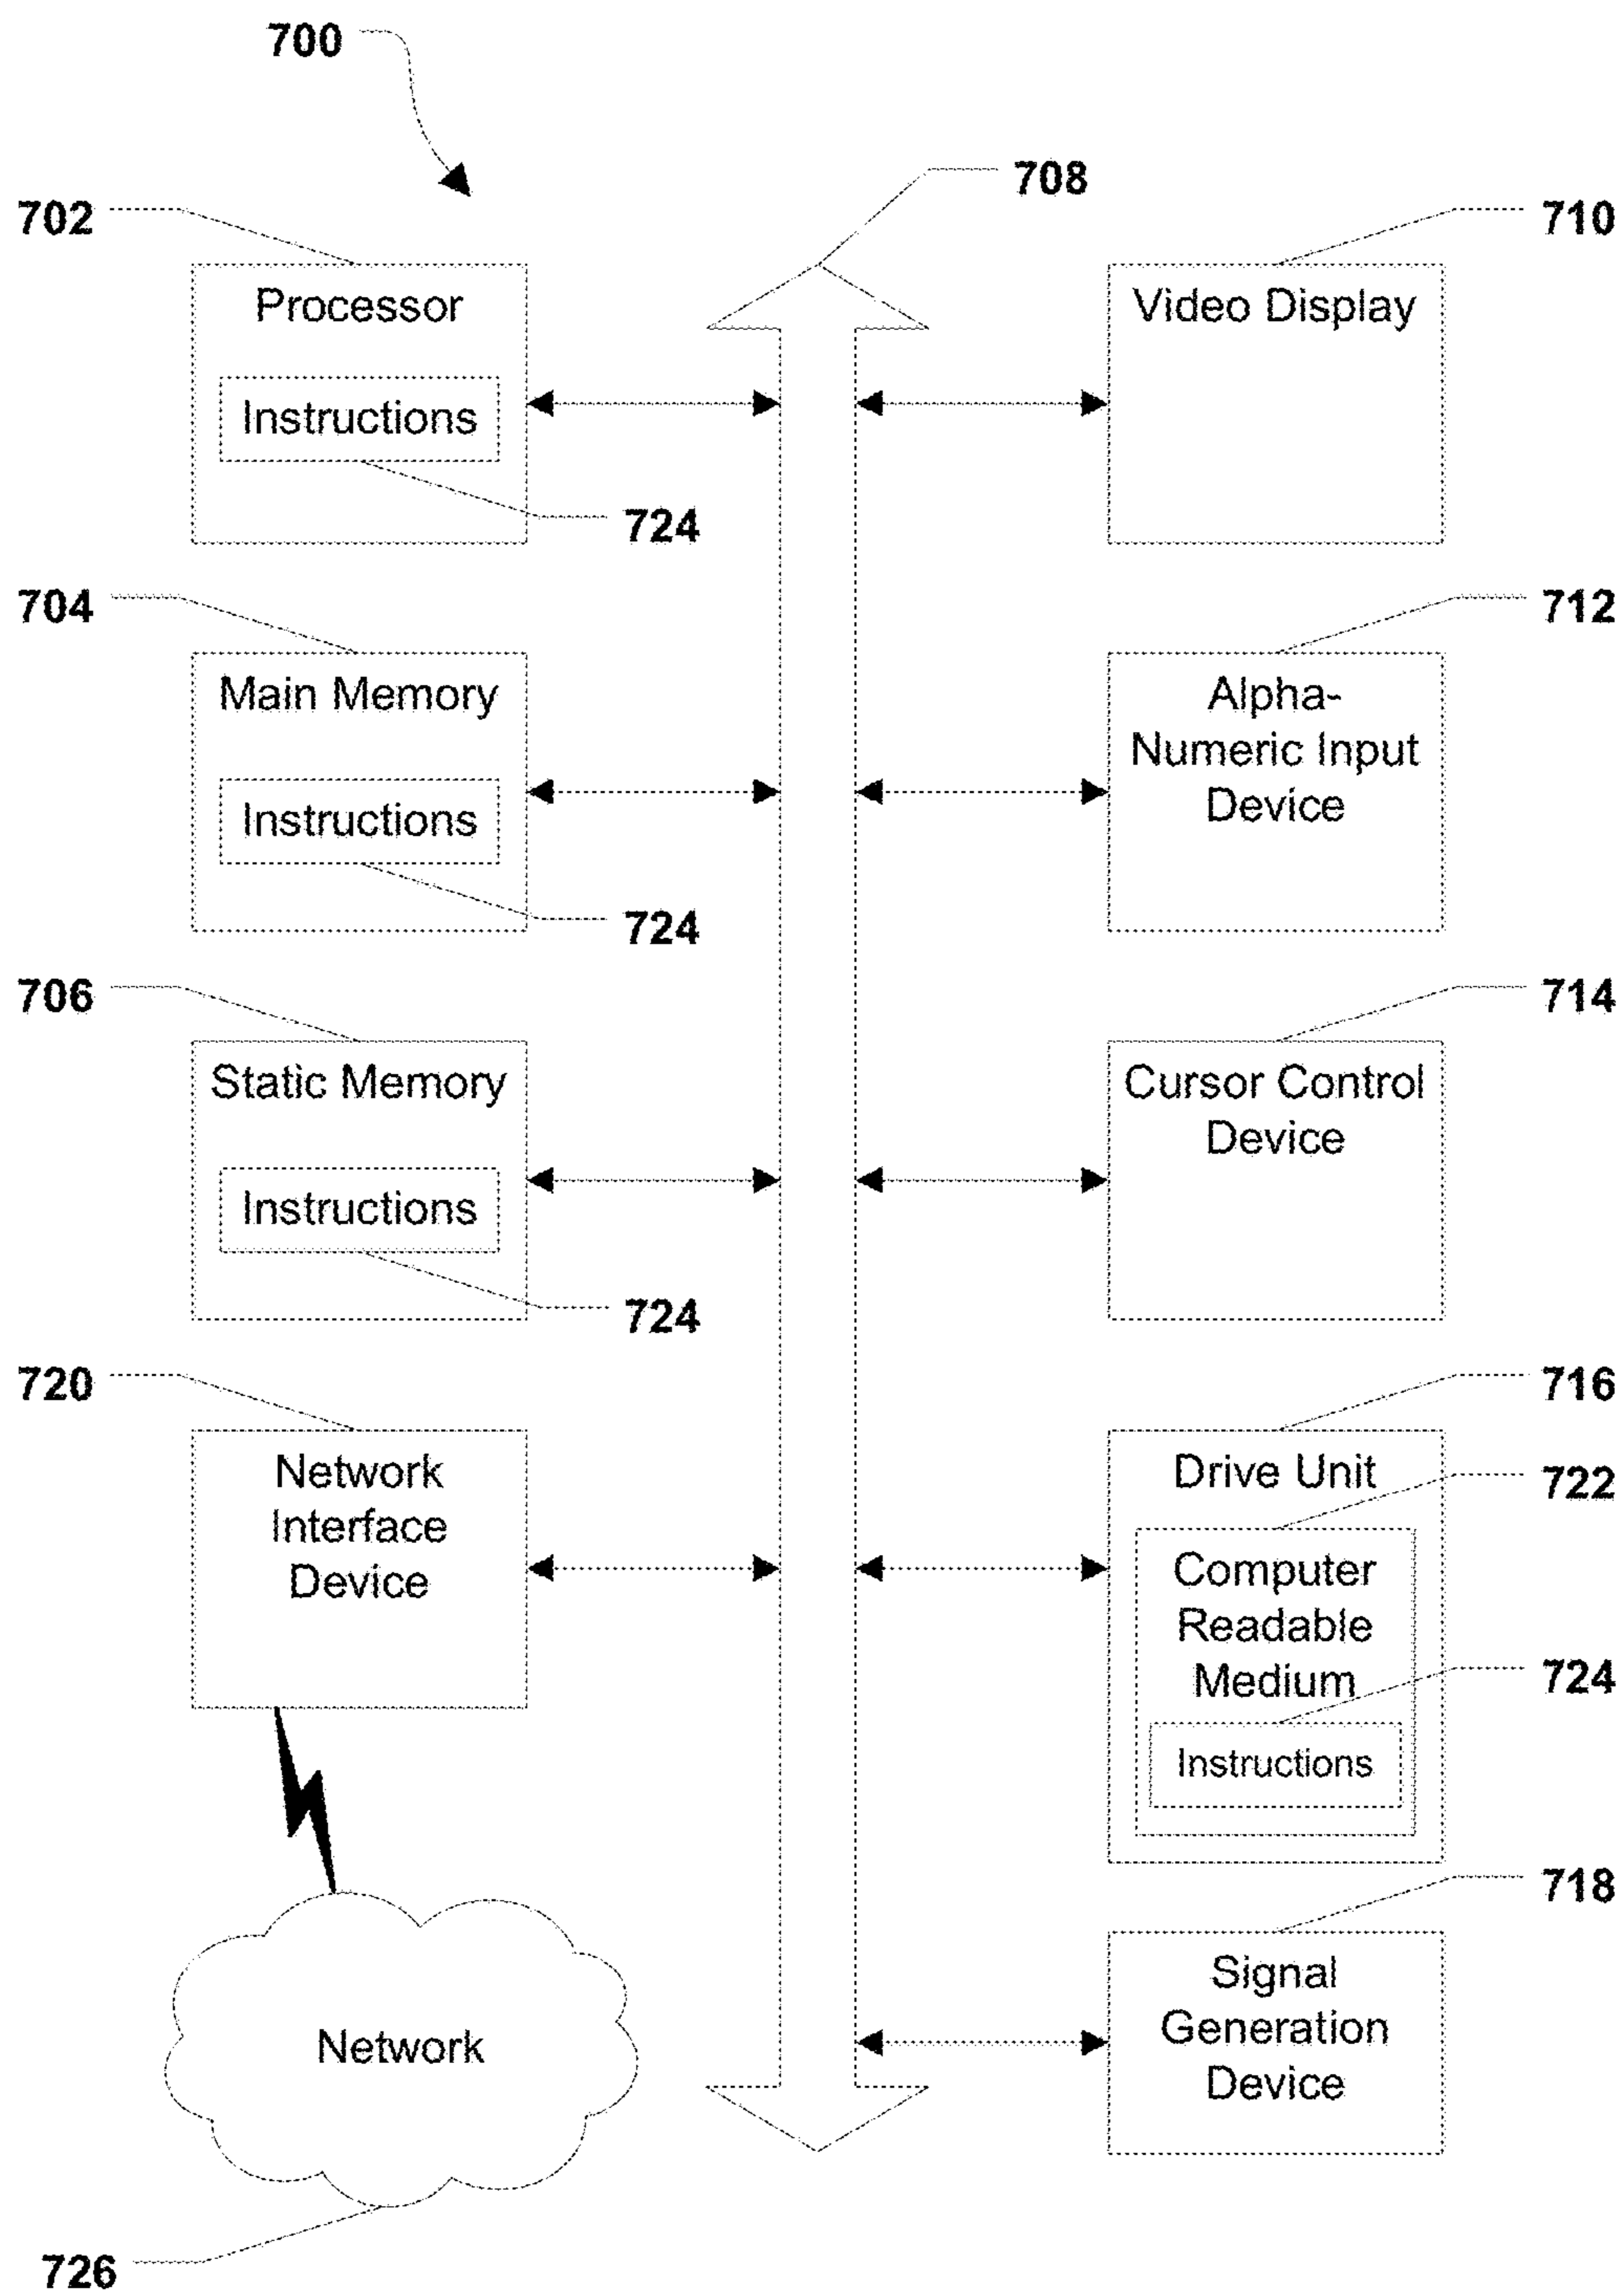 700
708
702
710
Processor
Instructions
724
Video Display
704
712
Main Memory
Instructions
724
Alpha-
Numeric Input
Device
706
714
Static Memory
Instructions
724
Cursor Control
Device
720
716
Network
Interface
Device
Drive Unit
722
Computer
Readable
Medium
724
Instructions
718
Signal
Generation
Device
Network
726